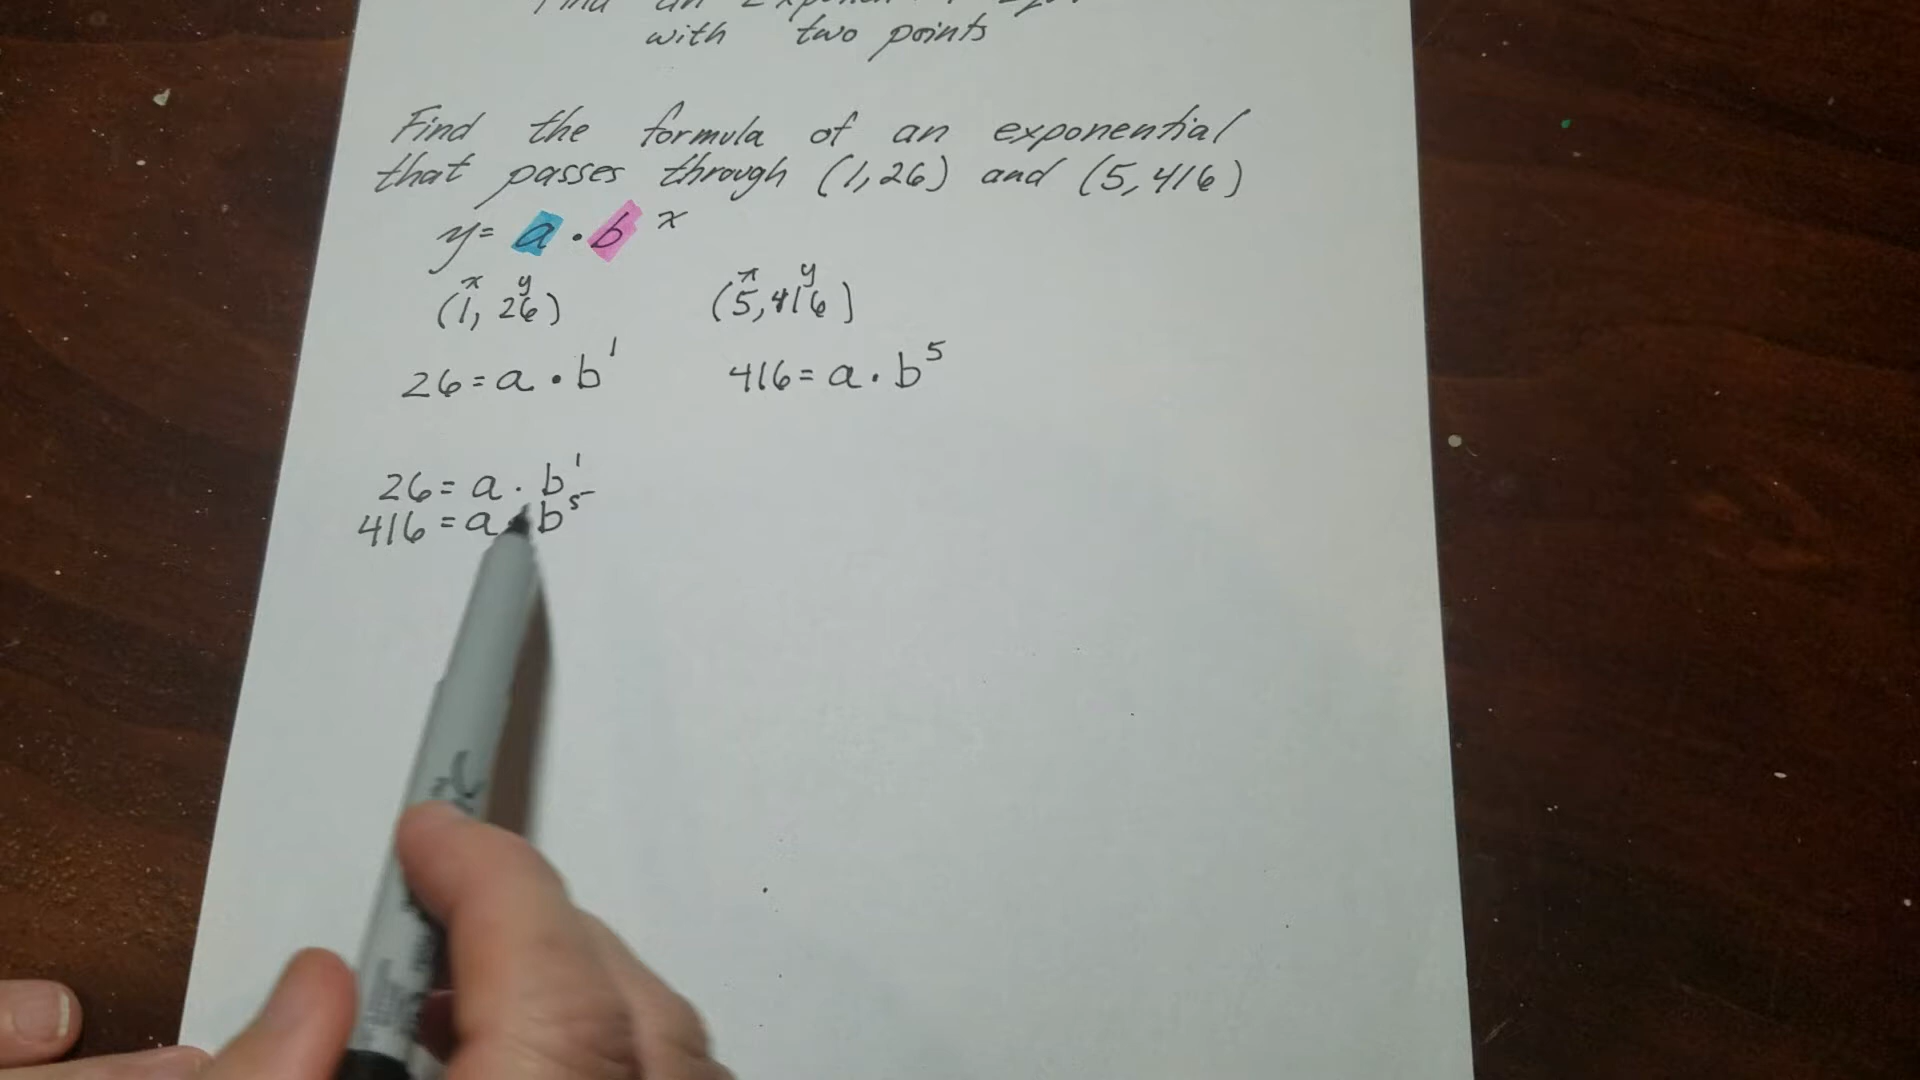 with two points
Find the formula of an exponential
that passes through (1,26) and (5,416)
y= a · b x
x y x y
(1, 26) (5,416)
26 = a · b^1 416 = a · b^5
26 = a · b^1
416 = a · b^5